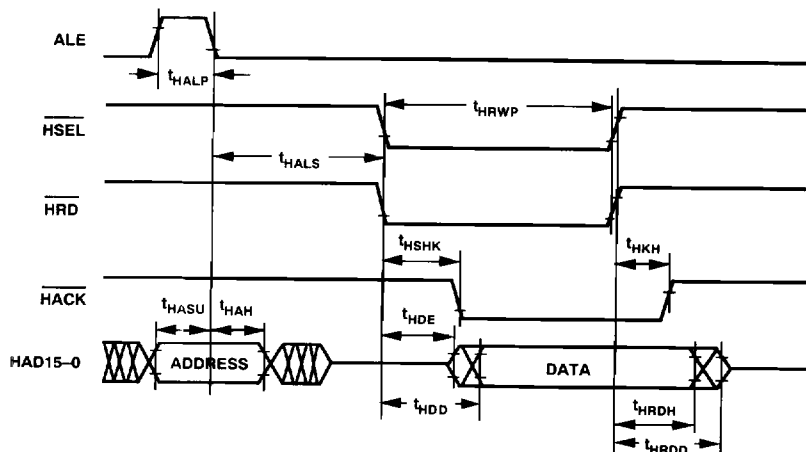 ALE
tHALP
HSEL
tHRWP
tHALS
HRD
tHSHK
tHKH
HACK
tHASU
tHAH
tHDE
HAD15–0
ADDRESS
DATA
tHDD
tHRDH
tHRDD